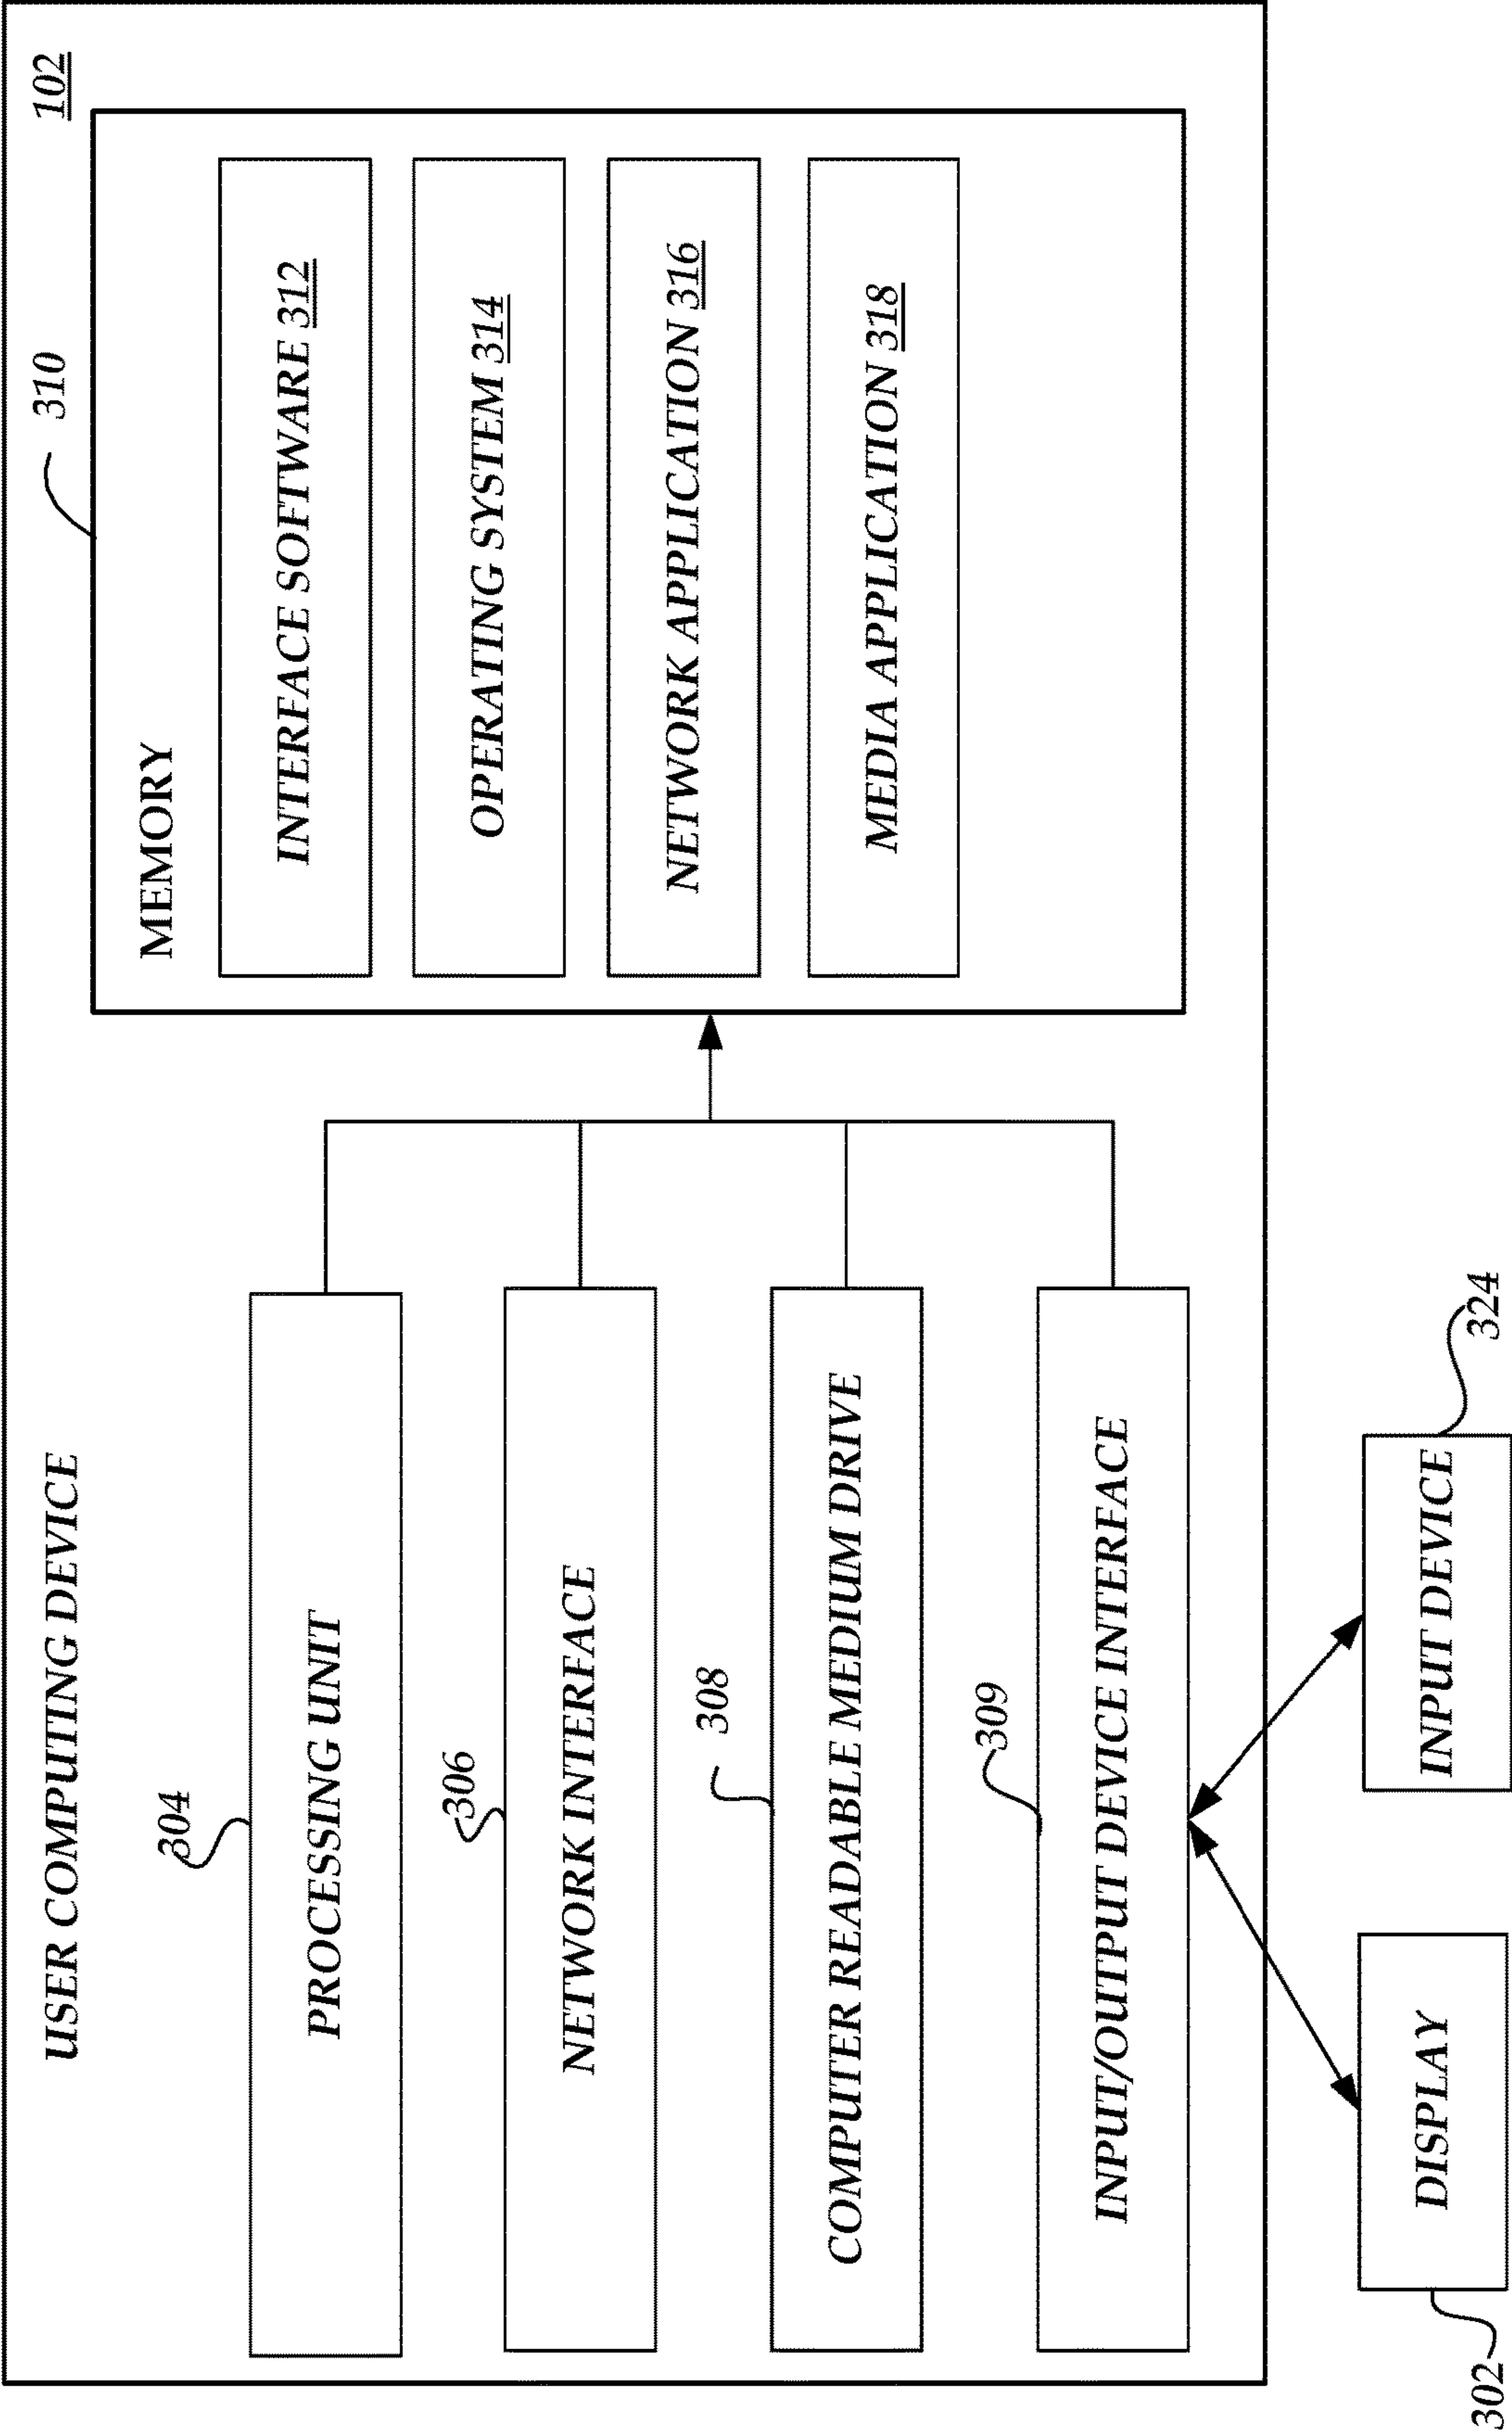 USER COMPUTING DEVICE
102
304
PROCESSING UNIT
306
NETWORK INTERFACE
308
COMPUTER READABLE MEDIUM DRIVE
309
INPUT/OUTPUT DEVICE INTERFACE
310
MEMORY
INTERFACE SOFTWARE 312
OPERATING SYSTEM 314
NETWORK APPLICATION 316
MEDIA APPLICATION 318
302
DISPLAY
INPUT DEVICE
324